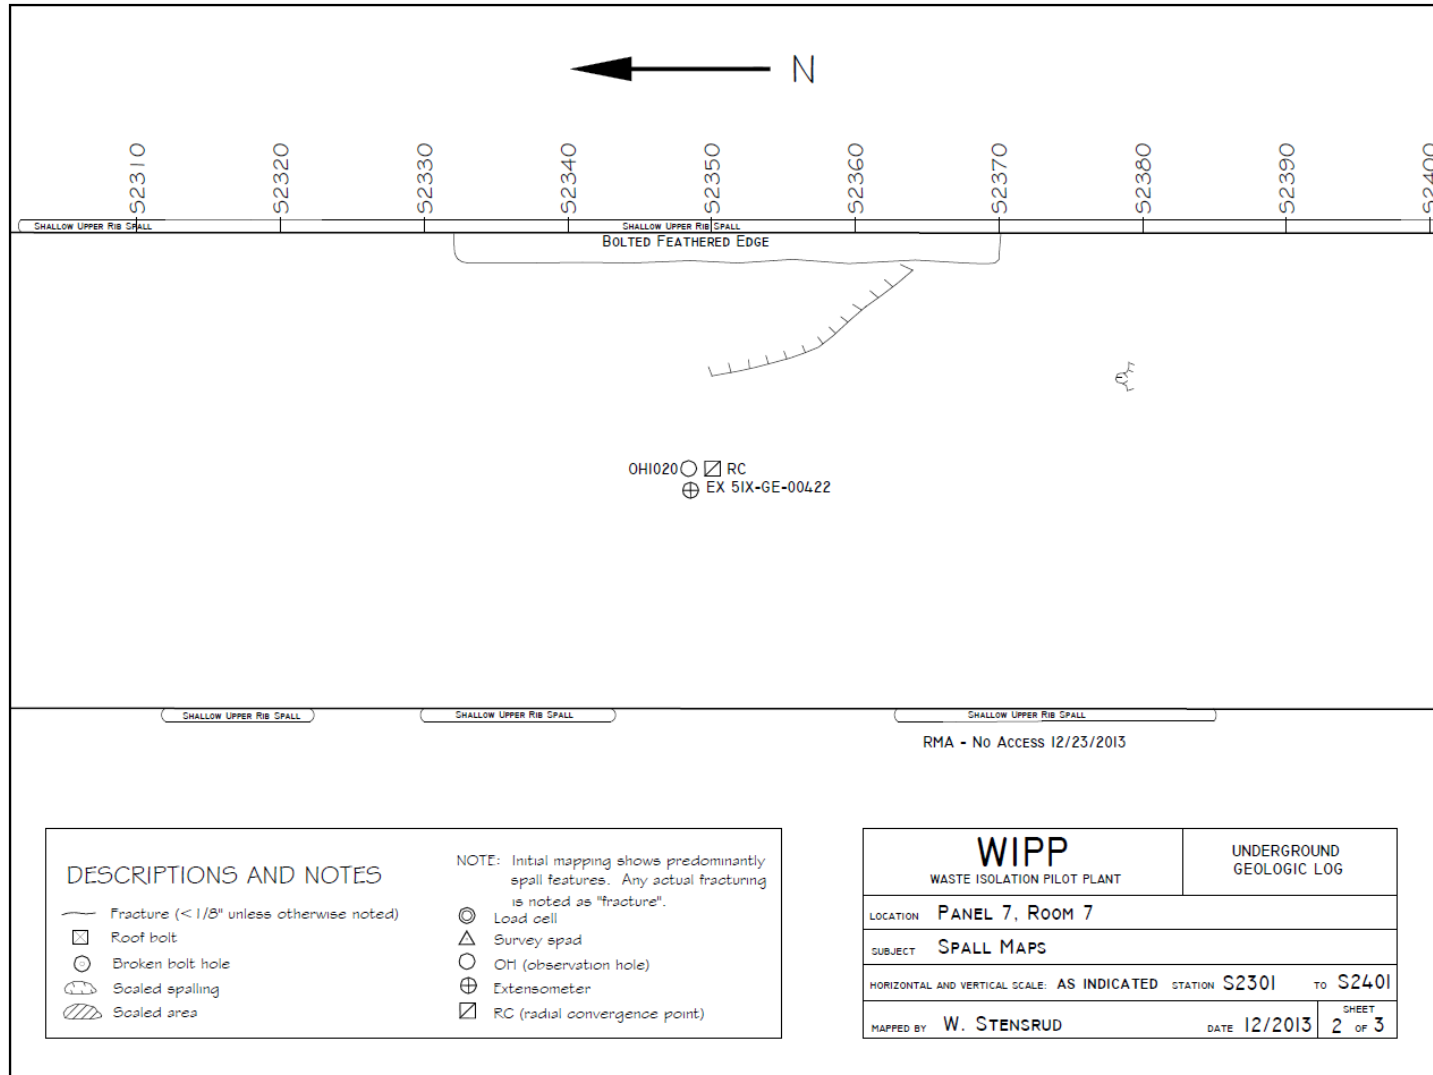 N
S2310
S2320
S2330
S2340
S2350
S2360
S2370
S2380
S2390
S2400
SHALLOW UPPER RIB SPALL
SHALLOW UPPER RIB SPALL
BOLTED FEATHERED EDGE
OH1020
RC
EX 51X-GE-00422
SHALLOW UPPER RIB SPALL
SHALLOW UPPER RIB SPALL
SHALLOW UPPER RIB SPALL
RMA - NO ACCESS 12/23/2013
DESCRIPTIONS AND NOTES
Fracture (< 1/8" unless otherwise noted)
Roof bolt
Broken bolt hole
Scaled spalling
Scaled area
NOTE: Initial mapping shows predominantly
spall features. Any actual fracturing
is noted as "fracture".
Load cell
Survey spad
OH (observation hole)
Extensometer
RC (radial convergence point)
WIPP
WASTE ISOLATION PILOT PLANT
UNDERGROUND
GEOLOGIC LOG
LOCATION PANEL 7, ROOM 7
SUBJECT SPALL MAPS
HORIZONTAL AND VERTICAL SCALE: AS INDICATED STATION S2301 TO S2401
MAPPED BY W. STENSRUD DATE 12/2013
SHEET
2 OF 3